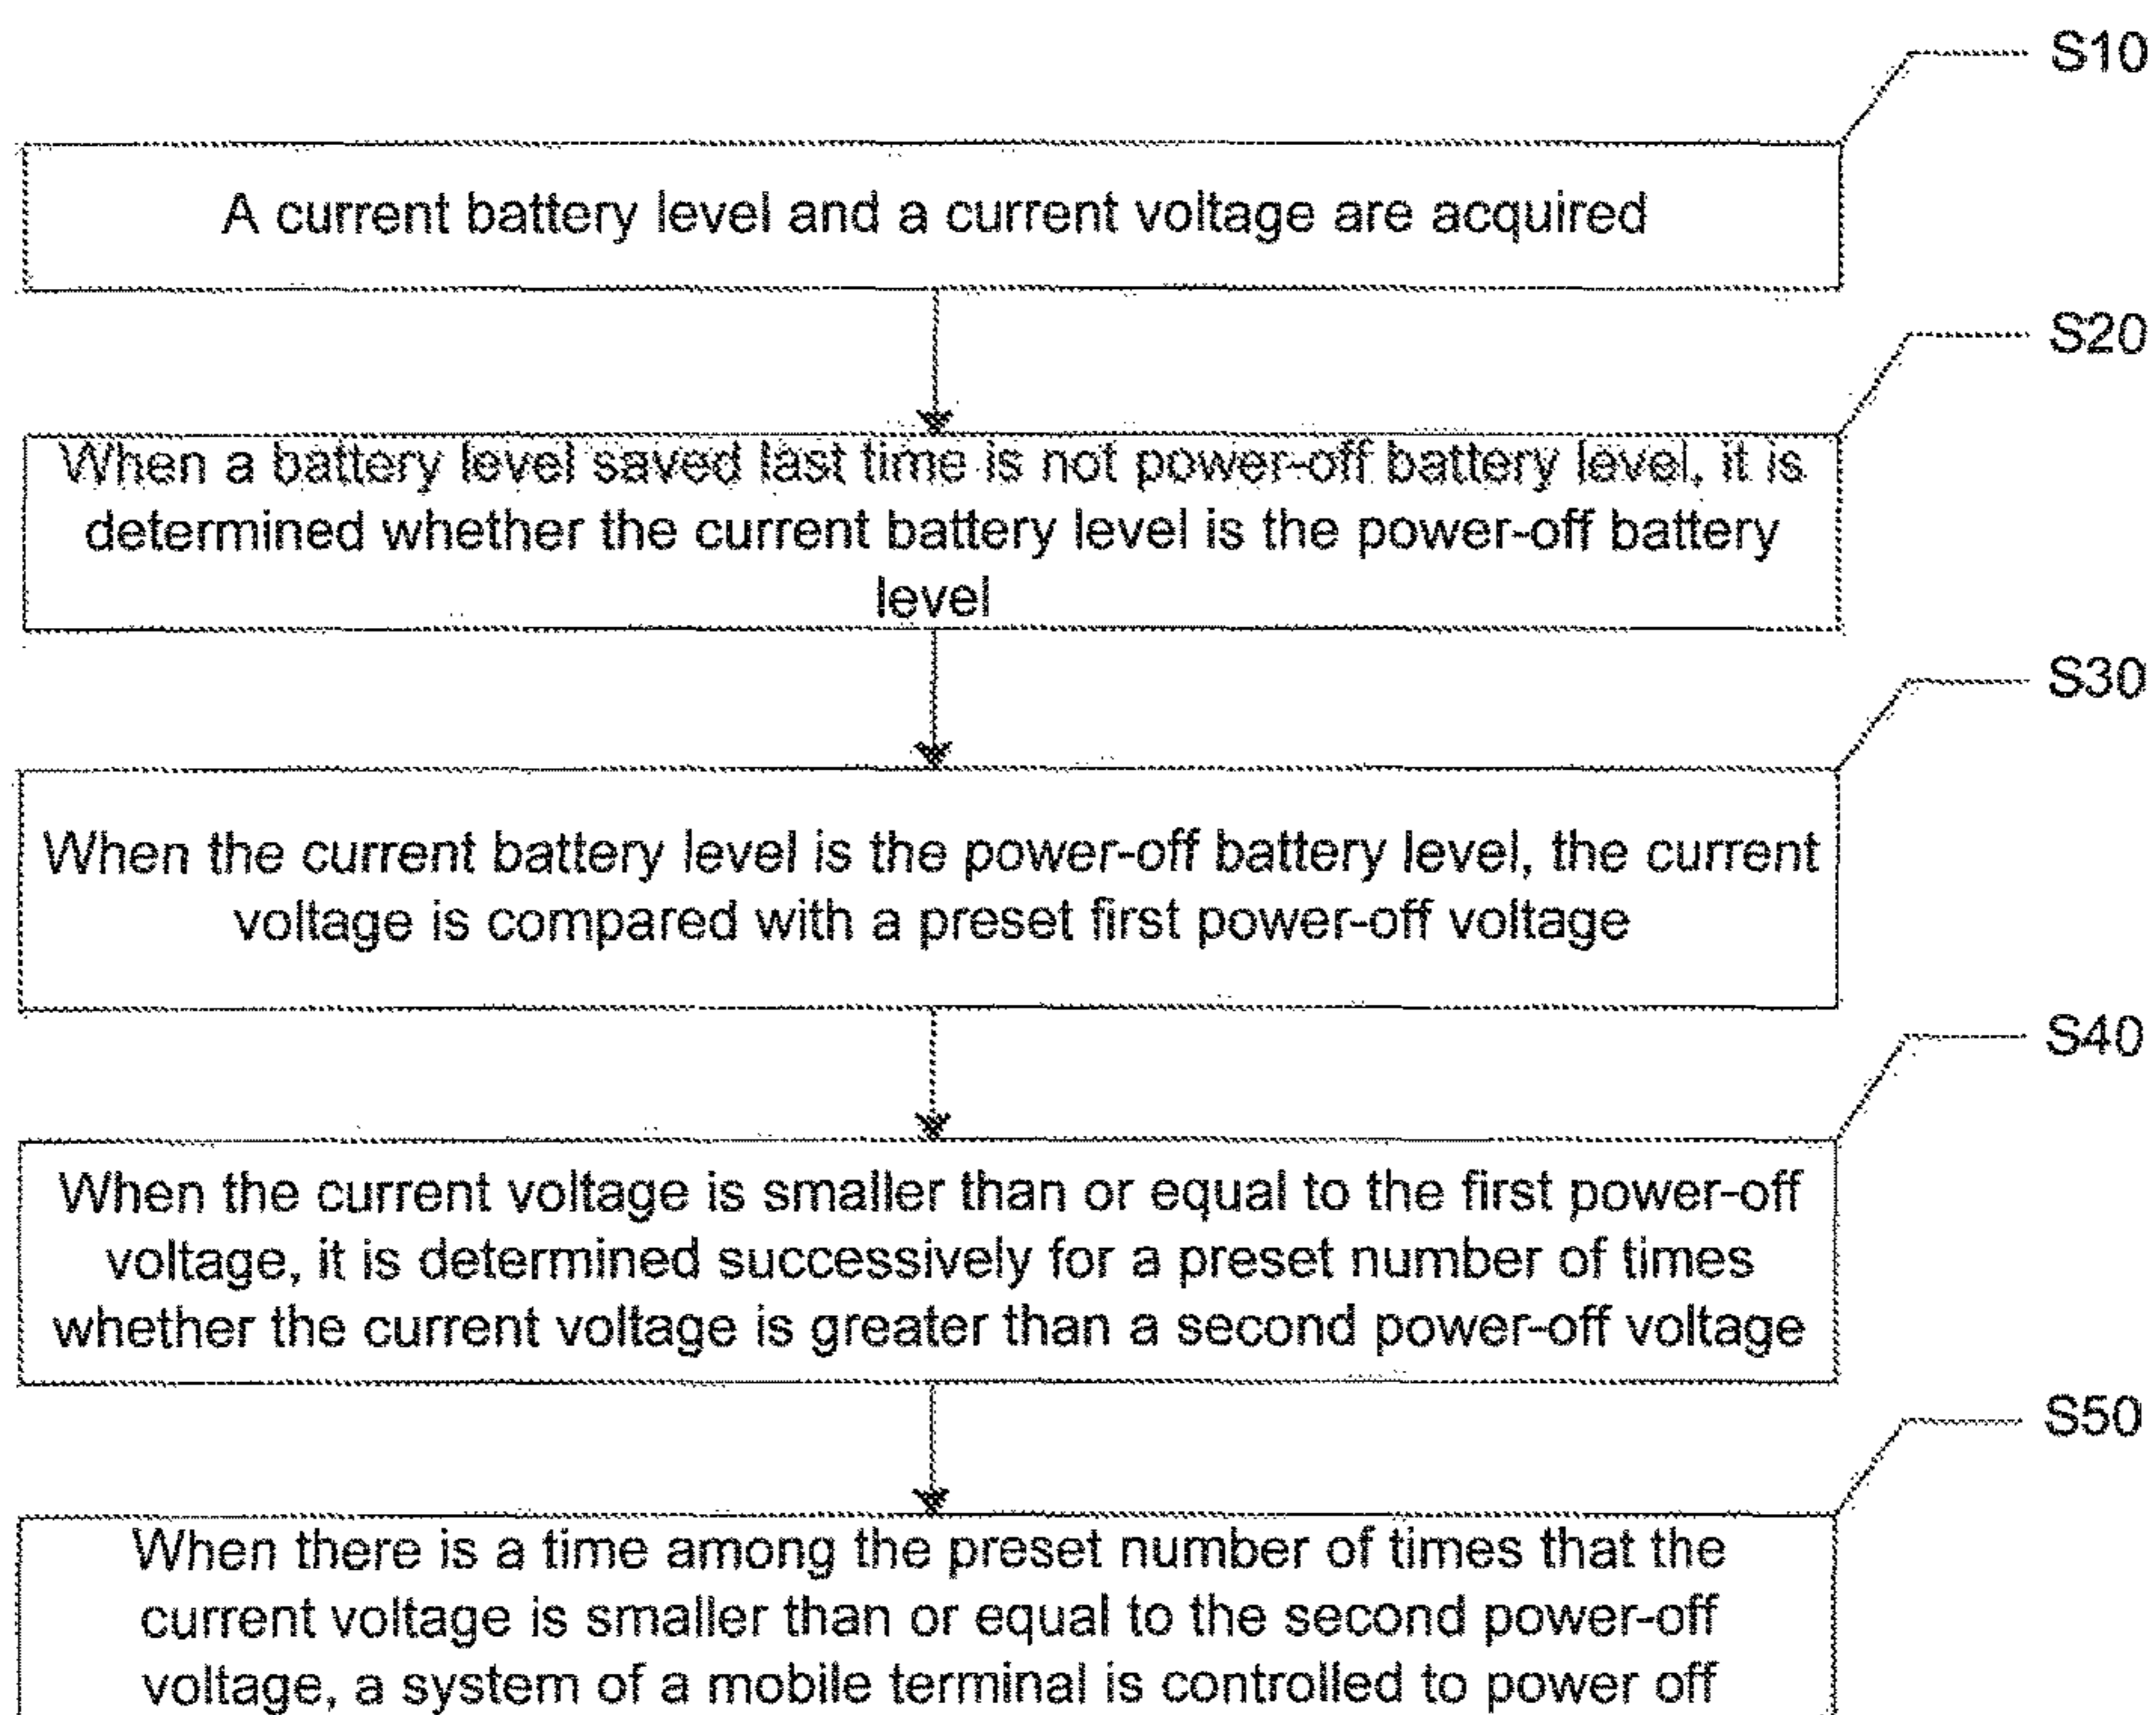 S10
A current battery level and a current voltage are acquired
S20
When a battery level saved last time is not power-off battery level, it is
determined whether the current battery level is the power-off battery
level
S30
When the current battery level is the power-off battery level, the current
voltage is compared with a preset first power-off voltage
S40
When the current voltage is smaller than or equal to the first power-off
voltage, it is determined successively for a preset number of times
whether the current voltage is greater than a second power-off voltage
S50
When there is a time among the preset number of times that the
current voltage is smaller than or equal to the second power-off
voltage, a system of a mobile terminal is controlled to power off